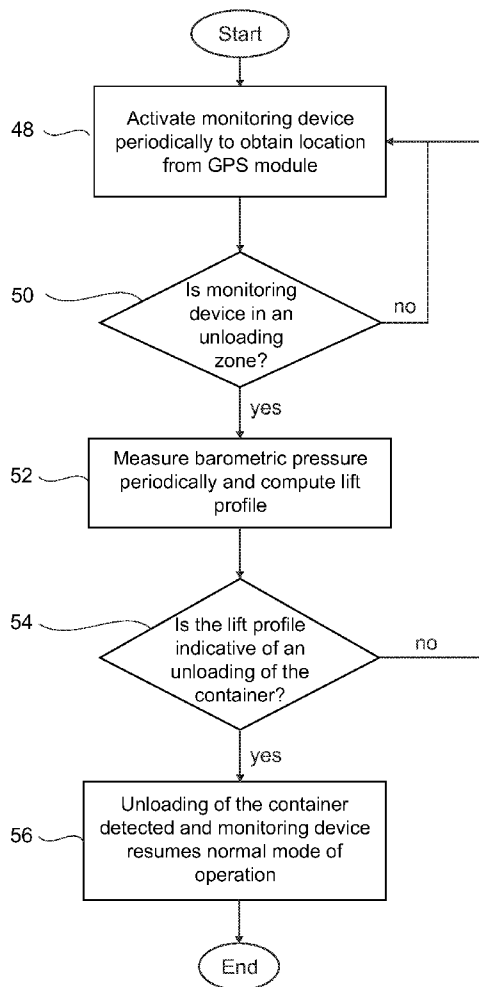 Start
48
Activate monitoring device
periodically to obtain location
from GPS module
50
Is monitoring
device in an
unloading
zone?
no
yes
52
Measure barometric pressure
periodically and compute lift
profile
54
Is the lift profile
indicative of an
unloading of the
container?
no
yes
56
Unloading of the container
detected and monitoring device
resumes normal mode of
operation
End